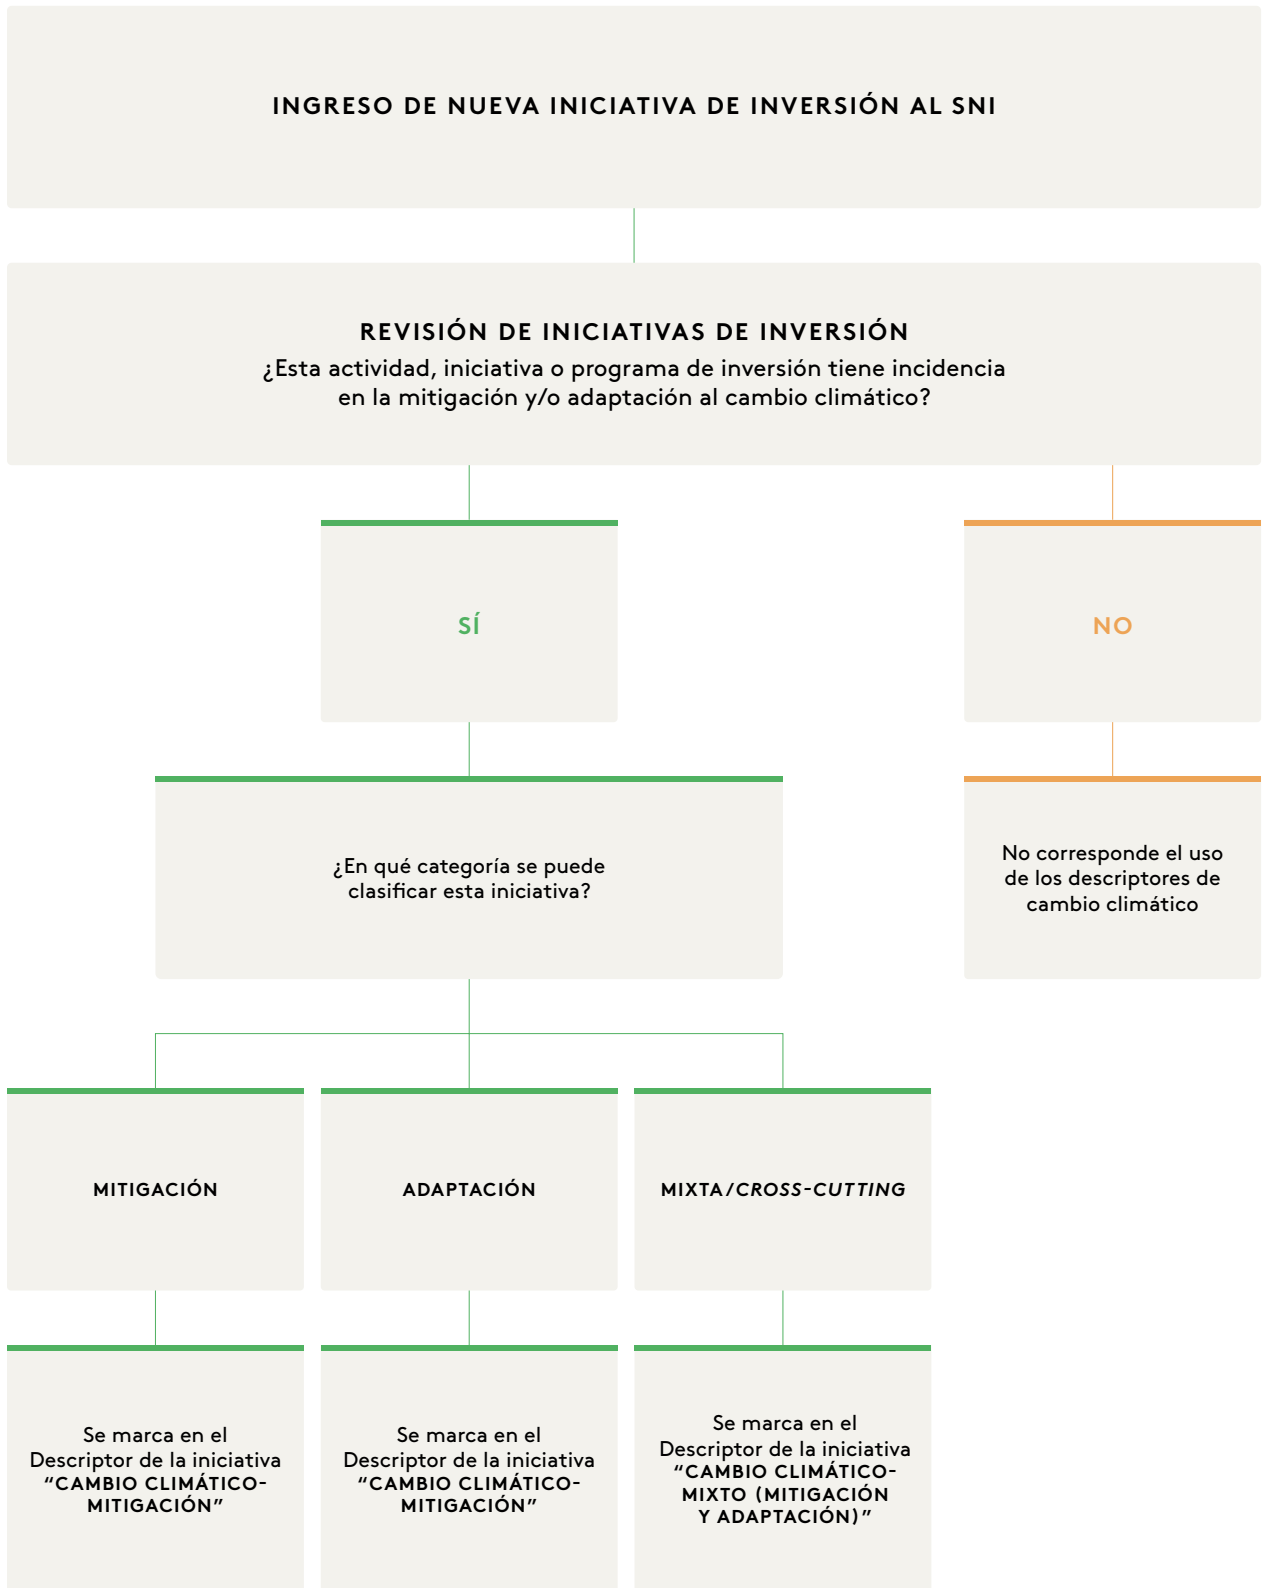 INGRESO DE NUEVA INICIATIVA DE INVERSIÓN AL SNI
REVISIÓN DE INICIATIVAS DE INVERSIÓN
¿Esta actividad, iniciativa o programa de inversión tiene incidencia
en la mitigación y/o adaptación al cambio climático?
SÍ
NO
¿En qué categoría se puede
clasificar esta iniciativa?
No corresponde el uso
de los descriptores de
cambio climático
MITIGACIÓN
ADAPTACIÓN
MIXTA/CROSS-CUTTING
Se marca en el
Descriptor de la iniciativa
“CAMBIO CLIMÁTICO-
MITIGACIÓN”
Se marca en el
Descriptor de la iniciativa
“CAMBIO CLIMÁTICO-
MITIGACIÓN”
Se marca en el
Descriptor de la iniciativa
“CAMBIO CLIMÁTICO-
MIXTO (MITIGACIÓN
Y ADAPTACIÓN)”